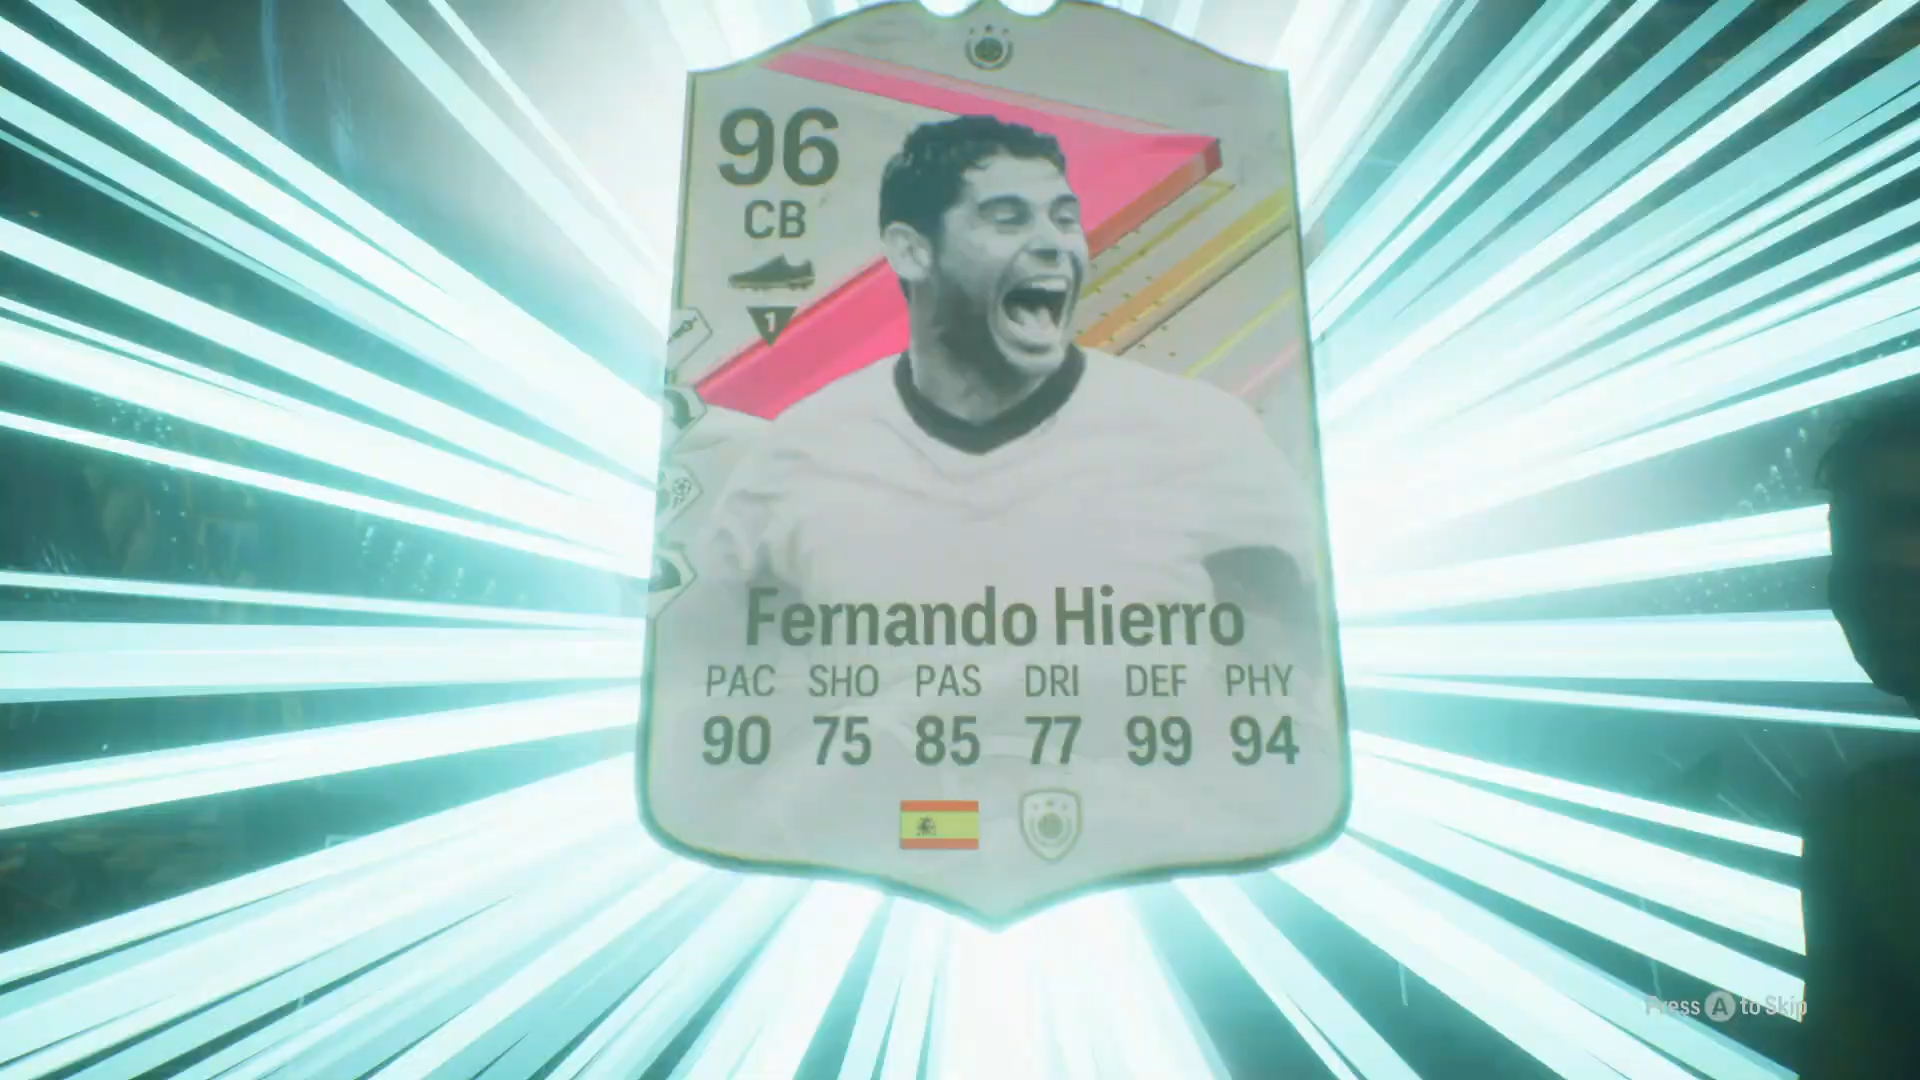 96
CB
1
Fernando Hierro
PAC SHO PAS DRI DEF PHY
90 75 85 77 99 94
Press A to Skip